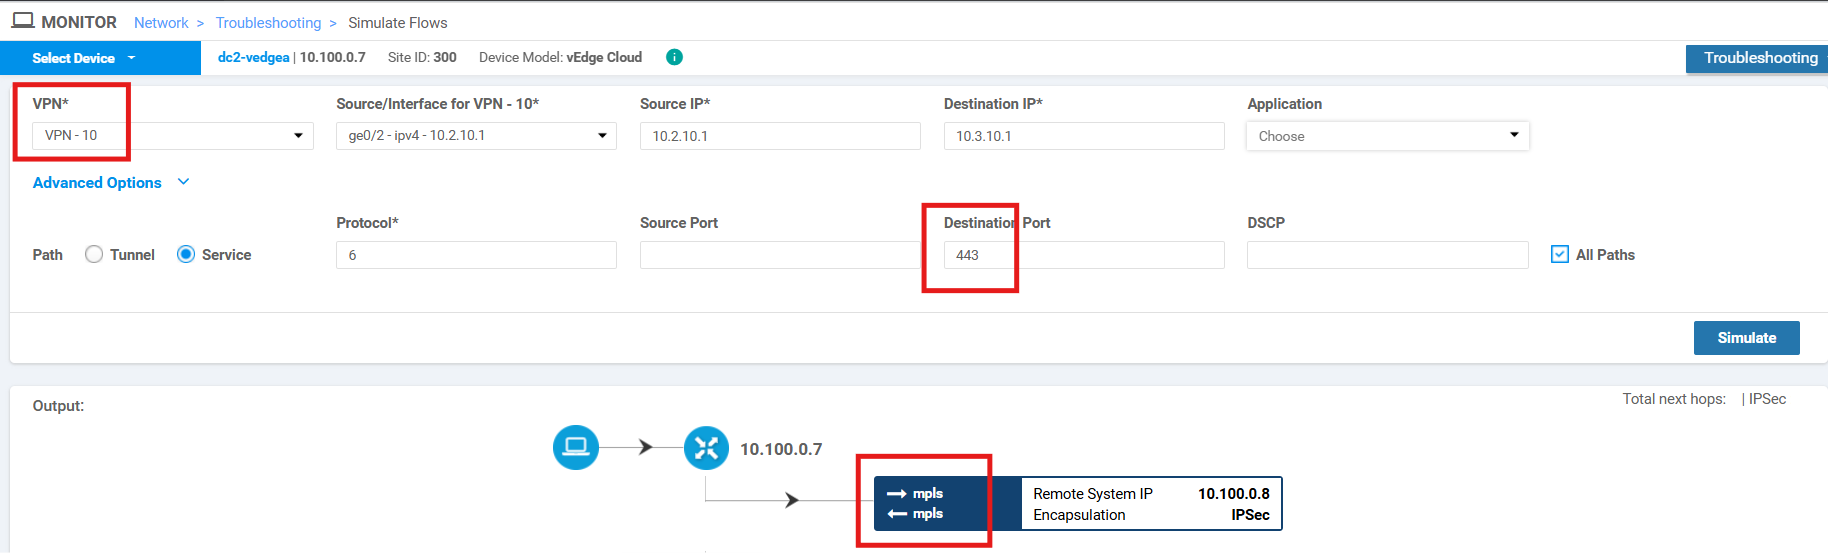 MONITOR Network > Troubleshooting > Simulate Flows
Select Device dc2-vedgea | 10.100.0.7 Site ID: 300 Device Model: vEdge Cloud i Troubleshooting
VPN* Source/Interface for VPN - 10* Source IP* Destination IP* Application
VPN - 10 ge0/2 - ipv4 - 10.2.10.1 10.2.10.1 10.3.10.1 Choose
Advanced Options
Protocol* Source Port Destination Port DSCP
Path Tunnel Service 6 443 All Paths
Simulate
Output: Total next hops: | IPSec
10.100.0.7
mpls Remote System IP 10.100.0.8
mpls Encapsulation IPSec